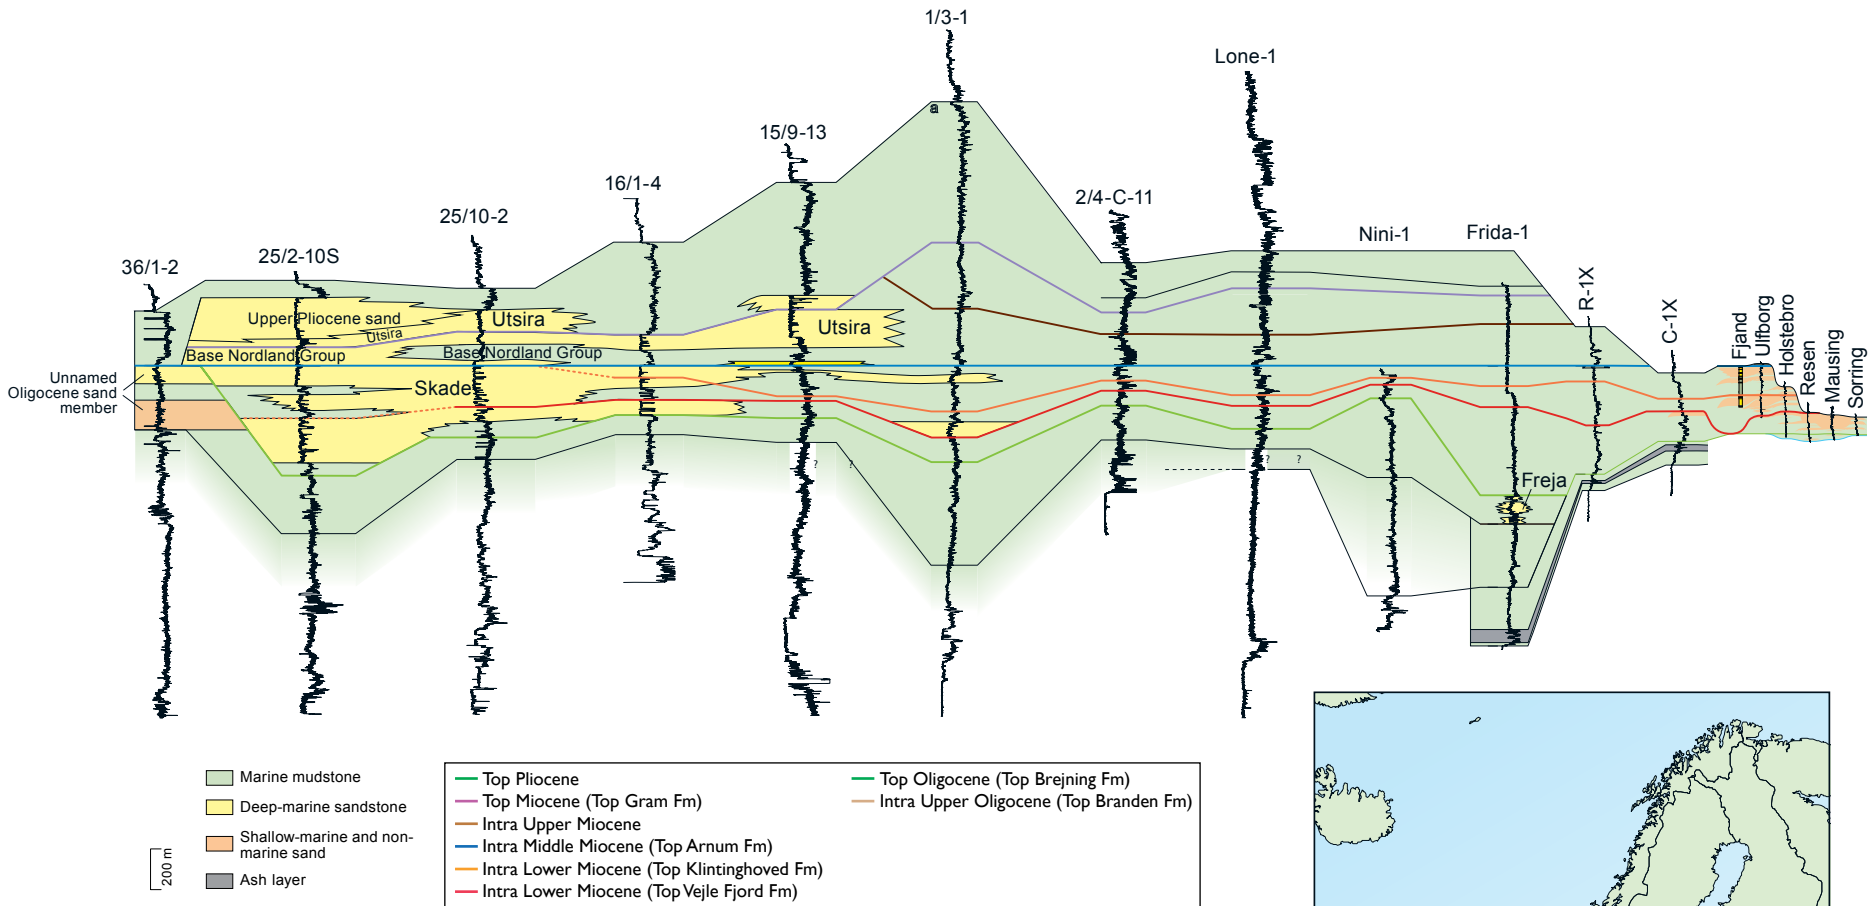 1/3-1
Lone-1
15/9-13
16/1-4
2/4-C-11
25/10-2
Nini-1
Frida-1
25/2-10S
36/1-2
R-1X
C-1X
Fjand
Ulfborg
Holstebro
Resen
Mausing
Sorring
a
Upper Pliocene sand
Utsira
Utsira
Utsira
Base Nordland Group
Base Nordland Group
Unnamed
Oligocene sand
member
Skade
Freja
?
?
?
?
Marine mudstone
Deep-marine sandstone
Shallow-marine and non-
marine sand
Ash layer
200 m
Top Pliocene
Top Miocene (Top Gram Fm)
Intra Upper Miocene
Intra Middle Miocene (Top Arnum Fm)
Intra Lower Miocene (Top Klintinghoved Fm)
Intra Lower Miocene (Top Vejle Fjord Fm)
Top Oligocene (Top Brejning Fm)
Intra Upper Oligocene (Top Branden Fm)